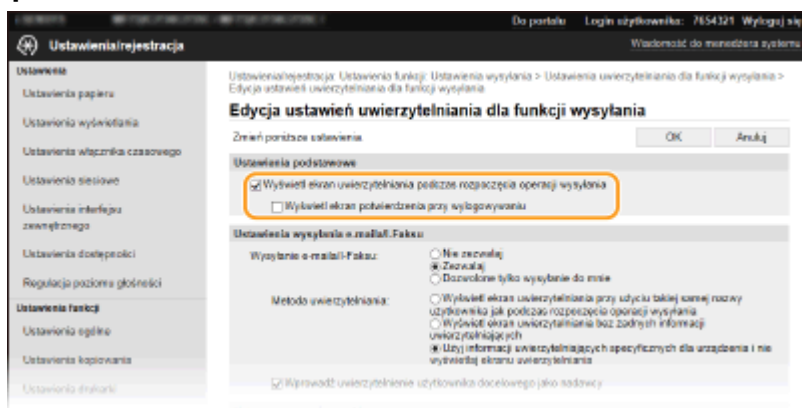 Do portalu Login użytkownika: 7654321 Wyloguj się
Ustawienia/rejestracja Wiadomość do menedżera systemu
Ustawienia
Ustawienia papieru
Ustawienia wyświetlania
Ustawienia włącznika czasowego
Ustawienia sieciowe
Ustawienia interfejsu
zewnętrznego
Ustawienia dostępności
Regulacja poziomu głośności
Ustawienia funkcji
Ustawienia ogólne
Ustawienia kopiowania
Ustawienia drukarki
Ustawienia/rejestracja: Ustawienia funkcji: Ustawienia wysyłania > Ustawienia uwierzytelniania dla funkcji wysyłania >
Edycja ustawień uwierzytelniania dla funkcji wysyłania
Edycja ustawień uwierzytelniania dla funkcji wysyłania
Zmień poniższe ustawienia. OK Anuluj
Ustawienia podstawowe
Wyświetl ekran uwierzytelniania podczas rozpoczęcia operacji wysyłania
Wyświetl ekran potwierdzenia przy wylogowywaniu
Ustawienia wysyłania e-maila/I-Faksu
Wysyłanie e-maila/I-Faksu:
Nie zezwalaj
Zezwalaj
Dozwolone tylko wysyłanie do mnie
Metoda uwierzytelniania:
Wyświetl ekran uwierzytelniania przy użyciu takiej samej nazwy
użytkownika jak podczas rozpoczęcia operacji wysyłania
Wyświetl ekran uwierzytelniania bez żadnych informacji
uwierzytelniających
Użyj informacji uwierzytelniających specyficznych dla urządzenia i nie
wyświetlaj ekranu uwierzytelniania
Wprowadź uwierzytelnienie użytkownika docelowego jako nadawcy